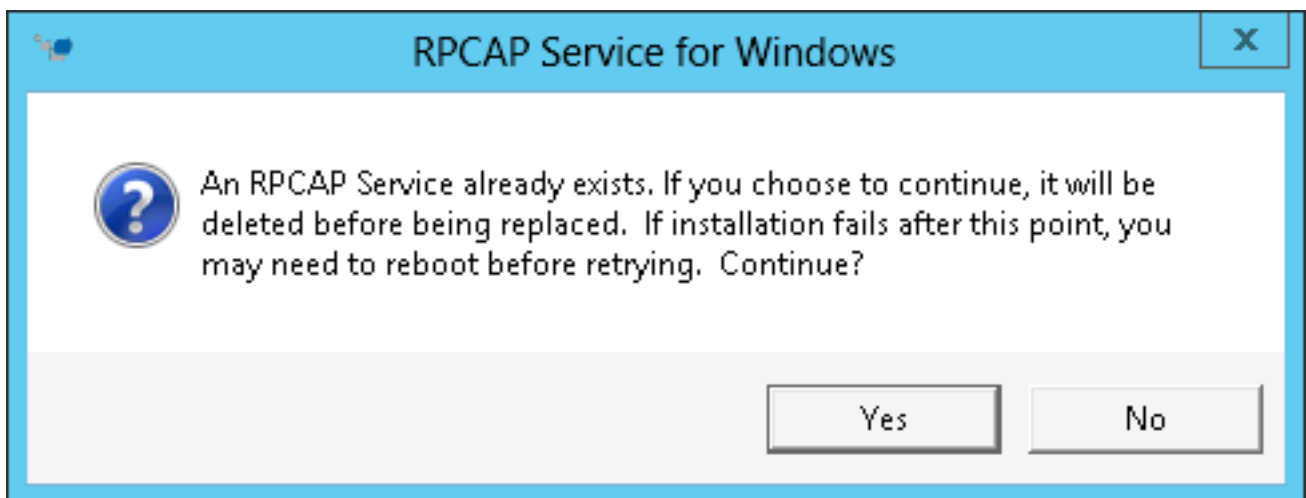 RPCAP Service for Windows
x
An RPCAP Service already exists. If you choose to continue, it will be
deleted before being replaced.  If installation fails after this point, you
may need to reboot before retrying.  Continue?
Yes
No